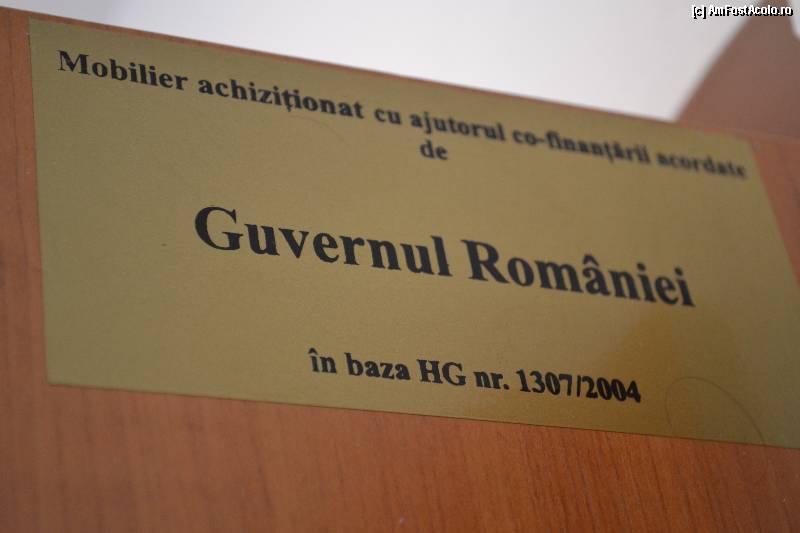 [c] AmFostAcolo.ro
Mobilier achiziționat cu ajutorul co-finanțării acordate
de
Guvernul României
în baza HG nr. 1307/2004